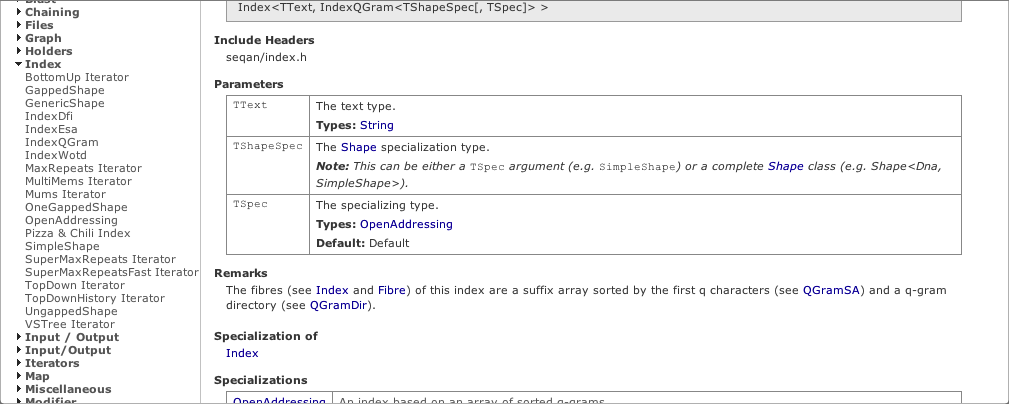 Blast
Chaining
Files
Graph
Holders
Index
BottomUp Iterator
GappedShape
GenericShape
IndexDfi
IndexEsa
IndexQGram
IndexWotd
MaxRepeats Iterator
MultiMems Iterator
Mums Iterator
OneGappedShape
OpenAddressing
Pizza & Chili Index
SimpleShape
SuperMaxRepeats Iterator
SuperMaxRepeatsFast Iterator
TopDown Iterator
TopDownHistory Iterator
UngappedShape
VSTree Iterator
Input / Output
Input/Output
Iterators
Map
Miscellaneous
Modifier
Index<TText, IndexQGram<TShapeSpec[, TSpec]> >
Include Headers
seqan/index.h
Parameters
TText The text type.
Types: String
TShapeSpec The Shape specialization type.
Note: This can be either a TSpec argument (e.g. SimpleShape) or a complete Shape class (e.g. Shape<Dna,
SimpleShape>).
TSpec The specializing type.
Types: OpenAddressing
Default: Default
Remarks
The fibres (see Index and Fibre) of this index are a suffix array sorted by the first q characters (see QGramSA) and a q-gram
directory (see QGramDir).
Specialization of
Index
Specializations
OpenAddressing An index based on an array of sorted q-grams.